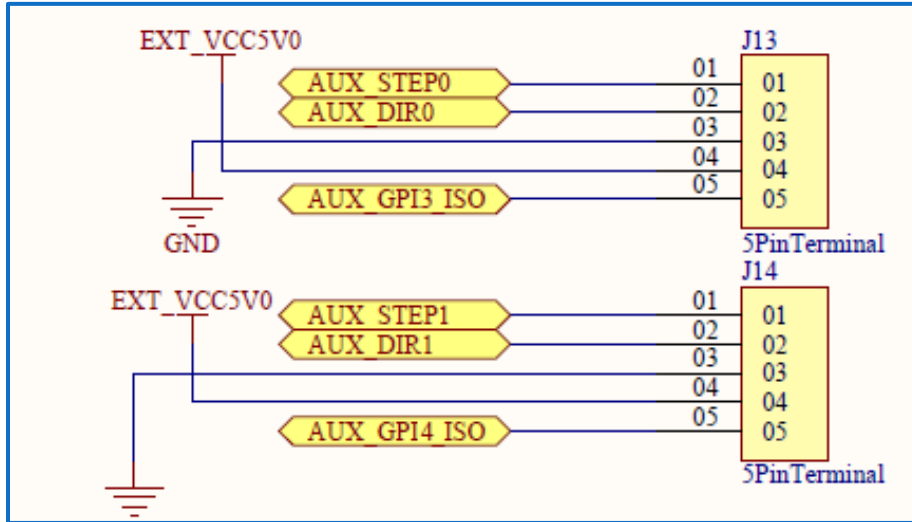 EXT_VCC5V0
J13
AUX_STEP0
01
01
AUX_DIR0
02
02
03
03
04
04
AUX_GPI3_ISO
05
05
GND
5PinTerminal
J14
EXT_VCC5V0
AUX_STEP1
01
01
AUX_DIR1
02
02
03
03
04
04
AUX_GPI4_ISO
05
05
5PinTerminal